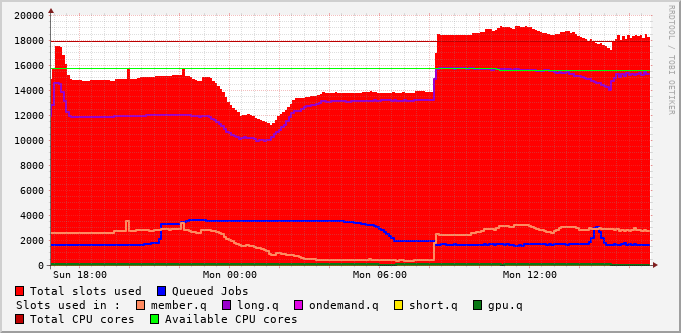 20000
18000
16000
14000
12000
10000
8000
6000
4000
2000
0
Sun 18:00 Mon 00:00 Mon 06:00 Mon 12:00
RRDTOOL / TOBI OETIKER
Total slots used Queued Jobs
Slots used in : member.q long.q ondemand.q short.q gpu.q
Total CPU cores Available CPU cores